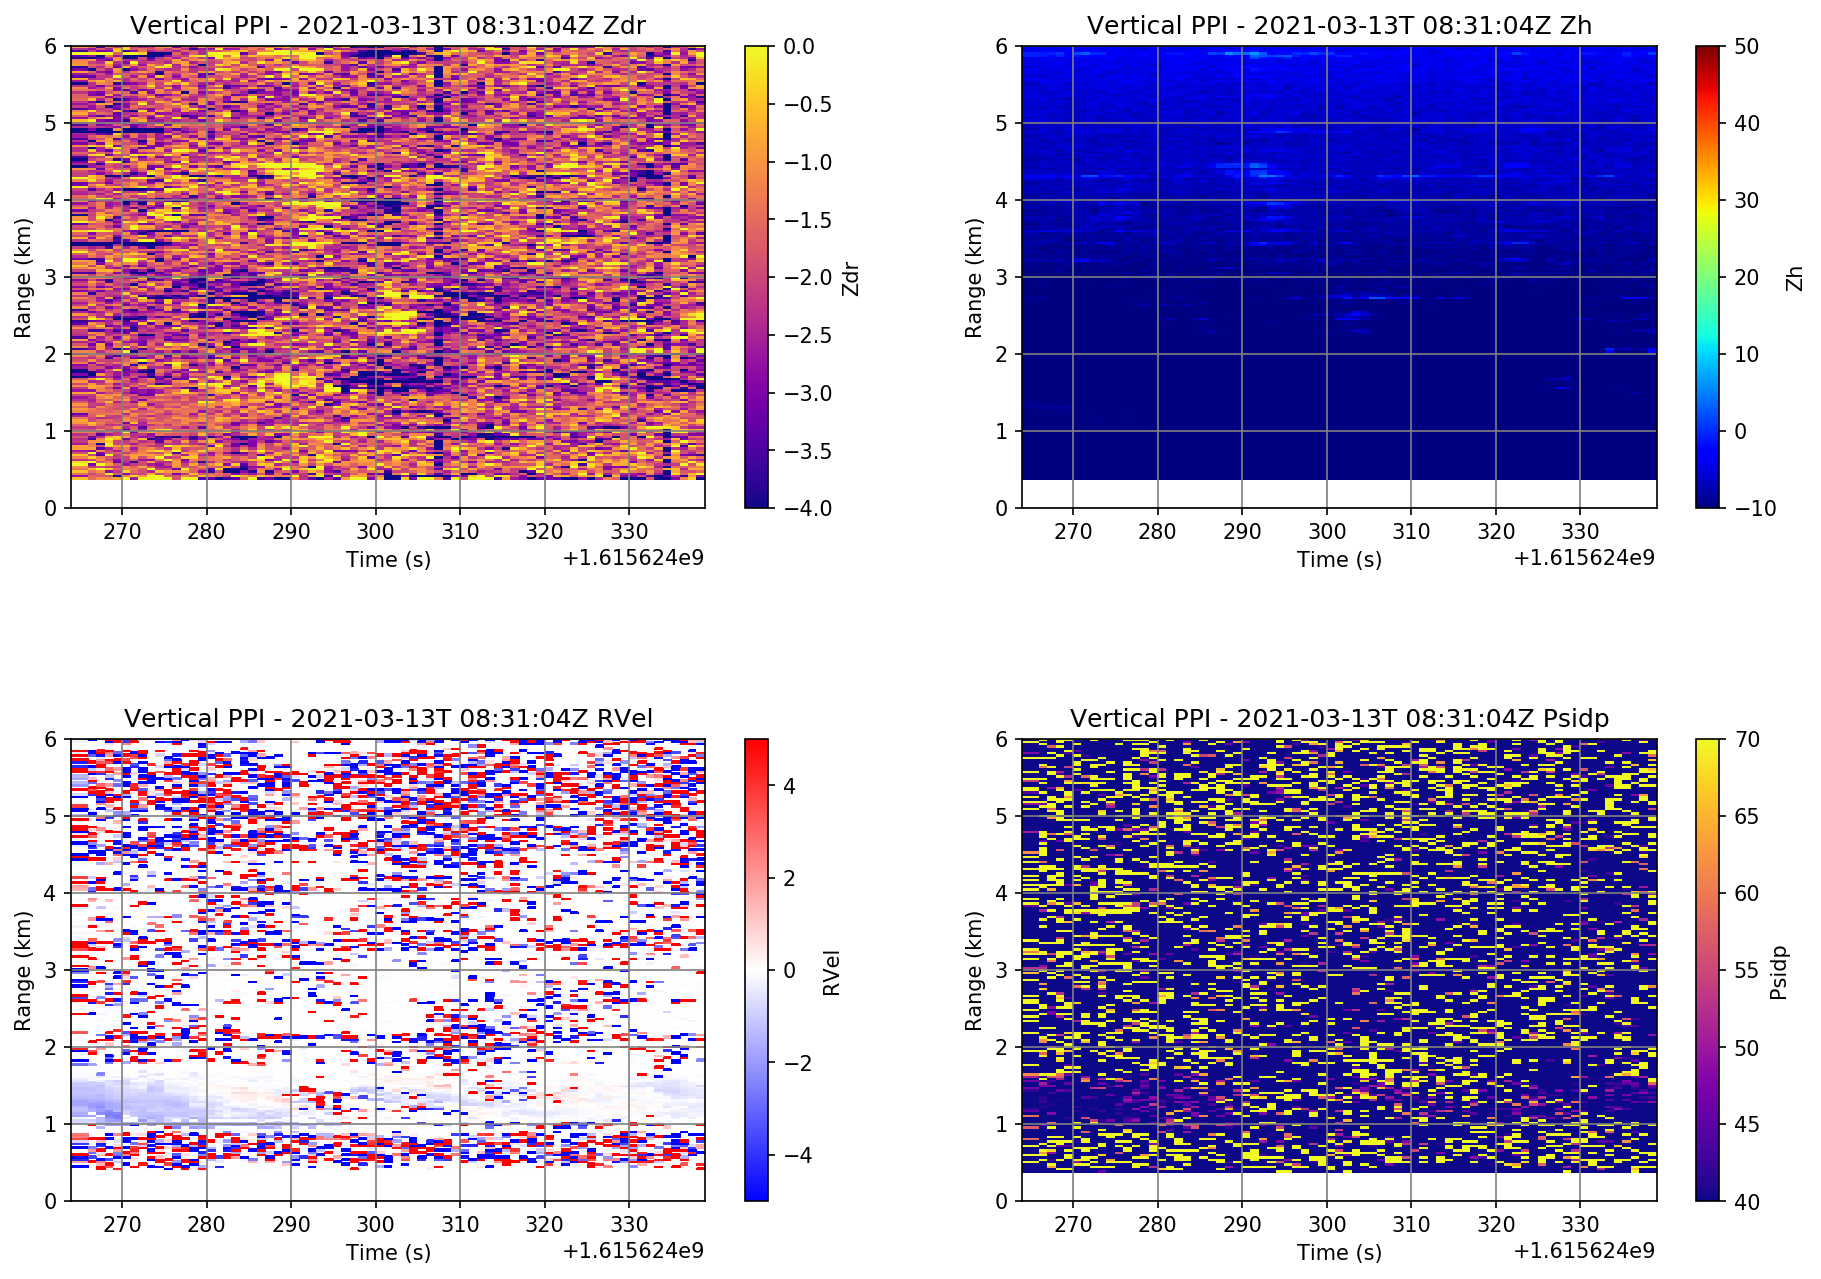 Vertical PPI - 2021-03-13T 08:31:04Z Zdr
6
5
4
3
2
1
0
Range (km)
270 280 290 300 310 320 330
Time (s)
+1.615624e9
0.0
−0.5
−1.0
−1.5
−2.0
−2.5
−3.0
−3.5
−4.0
Zdr
Vertical PPI - 2021-03-13T 08:31:04Z Zh
6
5
4
3
2
1
0
Range (km)
270 280 290 300 310 320 330
Time (s)
+1.615624e9
50
40
30
20
10
0
−10
Zh
Vertical PPI - 2021-03-13T 08:31:04Z RVel
6
5
4
3
2
1
0
Range (km)
270 280 290 300 310 320 330
Time (s)
+1.615624e9
4
2
0
−2
−4
RVel
Vertical PPI - 2021-03-13T 08:31:04Z Psidp
6
5
4
3
2
1
0
Range (km)
270 280 290 300 310 320 330
Time (s)
+1.615624e9
70
65
60
55
50
45
40
Psidp